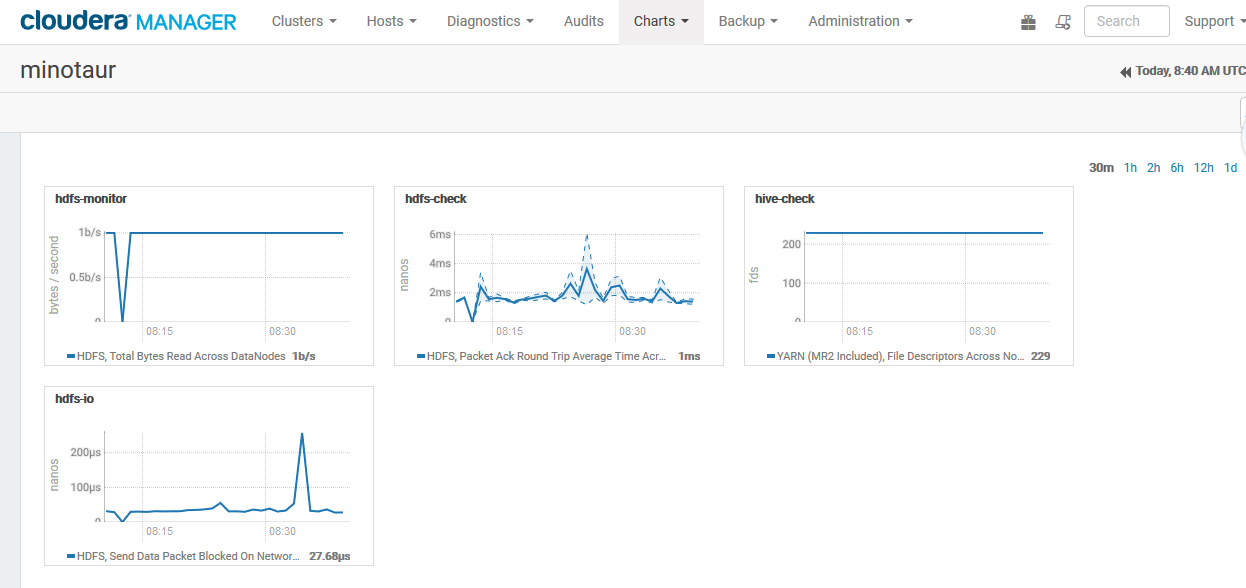 cloudera MANAGER Clusters Hosts Diagnostics Audits Charts Backup Administration Search Support
minotaur
Today, 8:40 AM UTC
30m 1h 2h 6h 12h 1d
hdfs-monitor
bytes / second
1b/s
0.5b/s
0
08:15 08:30
HDFS, Total Bytes Read Across DataNodes 1b/s
hdfs-check
nanos
6ms
4ms
2ms
0
08:15 08:30
HDFS, Packet Ack Round Trip Average Time Acr... 1ms
hive-check
fds
200
100
0
08:15 08:30
YARN (MR2 Included), File Descriptors Across No... 229
hdfs-io
nanos
200µs
100µs
0
08:15 08:30
HDFS, Send Data Packet Blocked On Networ... 27.68µs